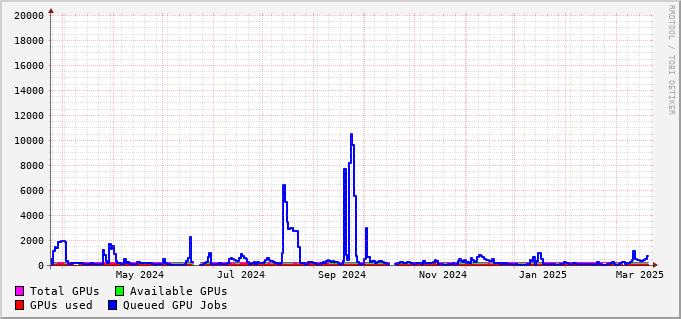 20000
18000
16000
14000
12000
10000
8000
6000
4000
2000
0
May 2024 Jul 2024 Sep 2024 Nov 2024 Jan 2025 Mar 2025
Total GPUs Available GPUs
GPUs used Queued GPU Jobs
RRDTOOL / TOBI OETIKER